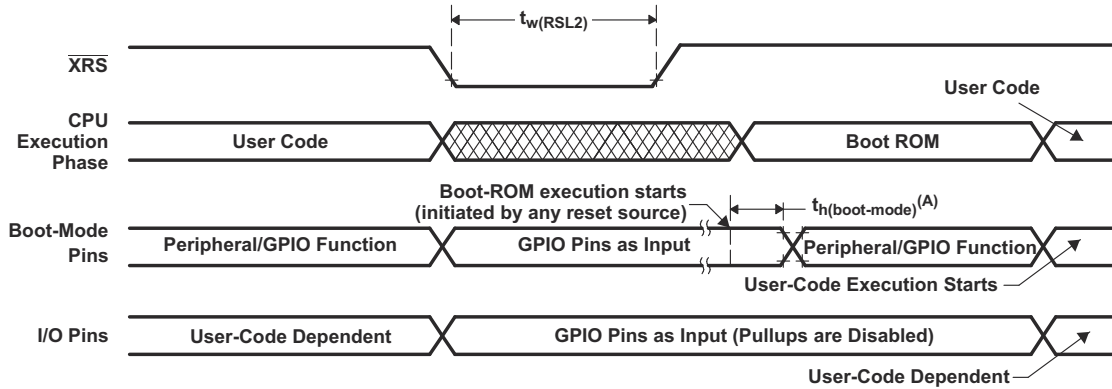 tw(RSL2)
XRS
User Code
CPU
Execution
Phase
User Code
Boot ROM
Boot-ROM execution starts
(initiated by any reset source)
th(boot-mode)(A)
Boot-Mode
Pins
Peripheral/GPIO Function
GPIO Pins as Input
Peripheral/GPIO Function
User-Code Execution Starts
I/O Pins
User-Code Dependent
GPIO Pins as Input (Pullups are Disabled)
User-Code Dependent